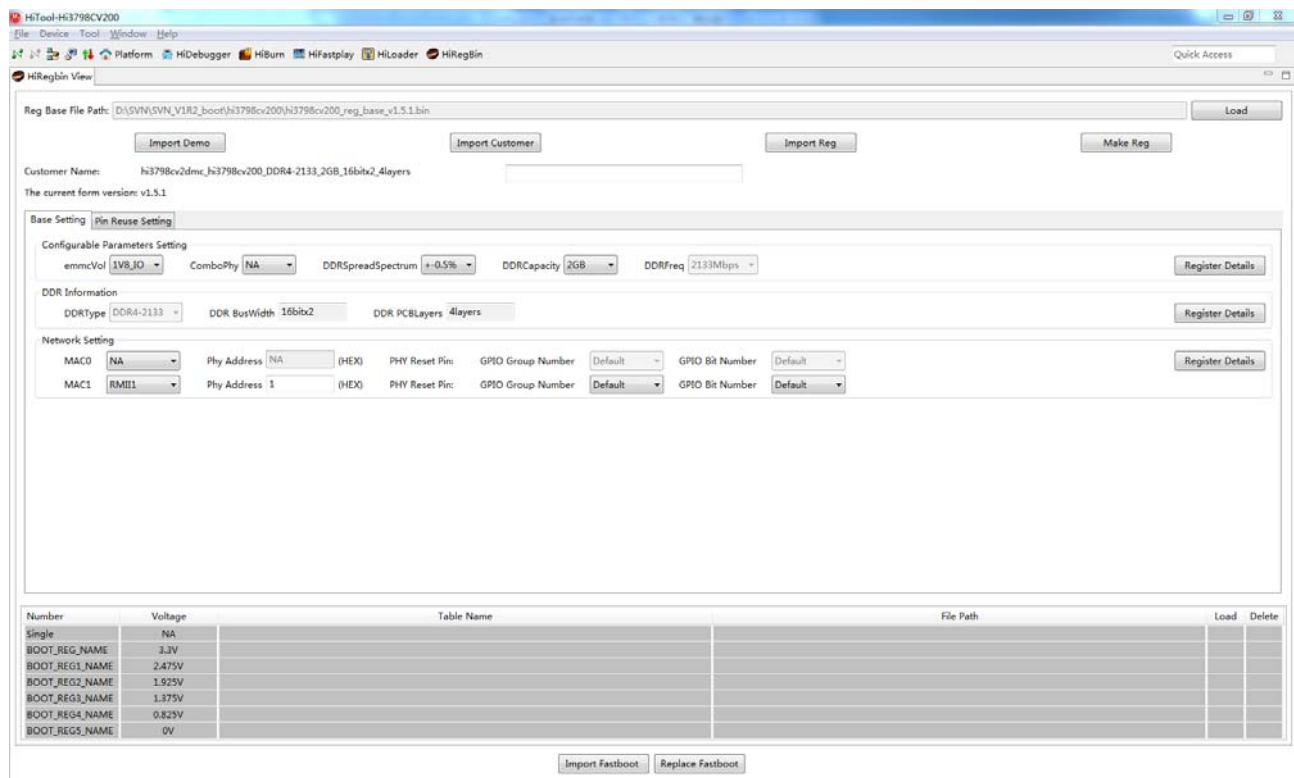 HiTool-Hi3798CV200
File Device Tool Window Help
Platform HiDebugger HiBurn HiFastplay HiLoader HiRegBin Quick Access
HiRegbin View
Reg Base File Path: D:\SVN\SVN_V1R2_boot\hi3798cv200\hi3798cv200_reg_base_v1.5.1.bin Load
Import Demo Import Customer Import Reg Make Reg
Customer Name: hi3798cv2dmc_hi3798cv200_DDR4-2133_2GB_16bitx2_4layers
The current form version: v1.5.1
Base Setting Pin Reuse Setting
Configurable Parameters Setting
emmcVol 1V8_IO ComboPhy NA DDRSpreadSpectrum +-0.5% DDRCapacity 2GB DDRFreq 2133Mbps Register Details
DDR Information
DDRType DDR4-2133 DDR BusWidth 16bitx2 DDR PCBLayers 4layers Register Details
Network Setting
MAC0 NA Phy Address NA (HEX) PHY Reset Pin: GPIO Group Number Default GPIO Bit Number Default Register Details
MAC1 RMII1 Phy Address 1 (HEX) PHY Reset Pin: GPIO Group Number Default GPIO Bit Number Default
Number Voltage Table Name File Path Load Delete
Single NA
BOOT_REG_NAME 3.3V
BOOT_REG1_NAME 2.475V
BOOT_REG2_NAME 1.925V
BOOT_REG3_NAME 1.375V
BOOT_REG4_NAME 0.825V
BOOT_REG5_NAME 0V
Import Fastboot Replace Fastboot